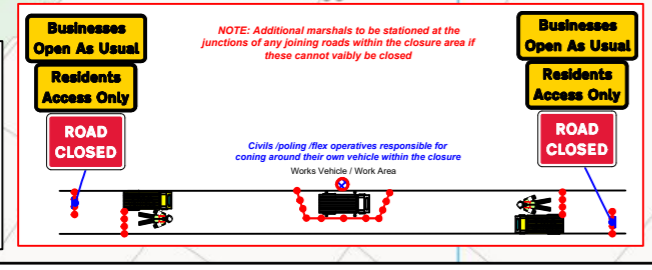 Businesses
Open As Usual
Residents
Access Only
ROAD
CLOSED
NOTE: Additional marshals to be stationed at the
junctions of any joining roads within the closure area if
these cannot vaibly be closed
Civils /poling /flex operatives responsible for
coning around their own vehicle within the closure
Works Vehicle / Work Area
Businesses
Open As Usual
Residents
Access Only
ROAD
CLOSED